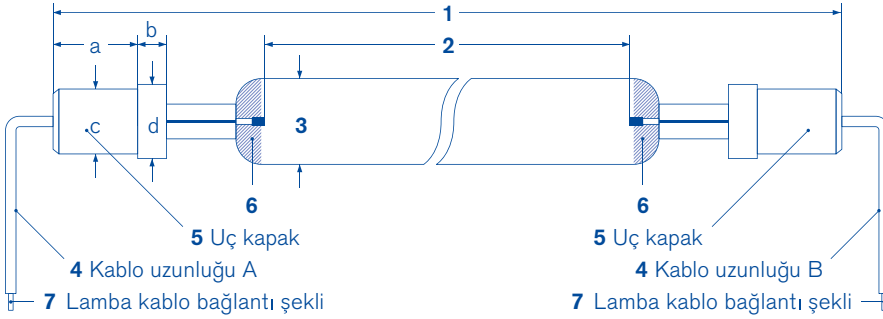 1
b
a
2
c
d
3
6
6
5 Uç kapak
5 Uç kapak
4 Kablo uzunluğu A
4 Kablo uzunluğu B
7 Lamba kablo bağlantı şekli
7 Lamba kablo bağlantı şekli